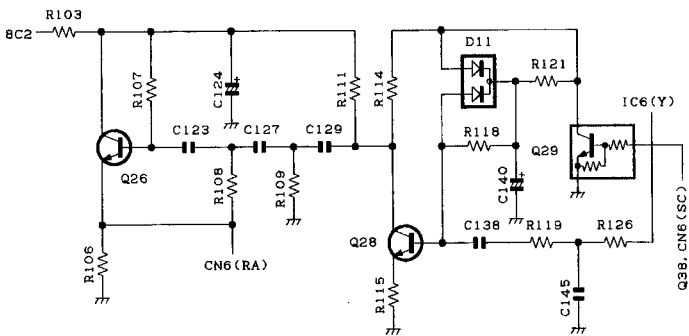 R103
8C2
D11
R107
C124
+
R111
R114
R121
IC6(Y)
C123
C127
C129
R118
Q29
Q26
R108
R109
C140
+
Q28
C138
R119
R126
R106
CN6(RA)
R115
C145
Q38, CN6(SC)